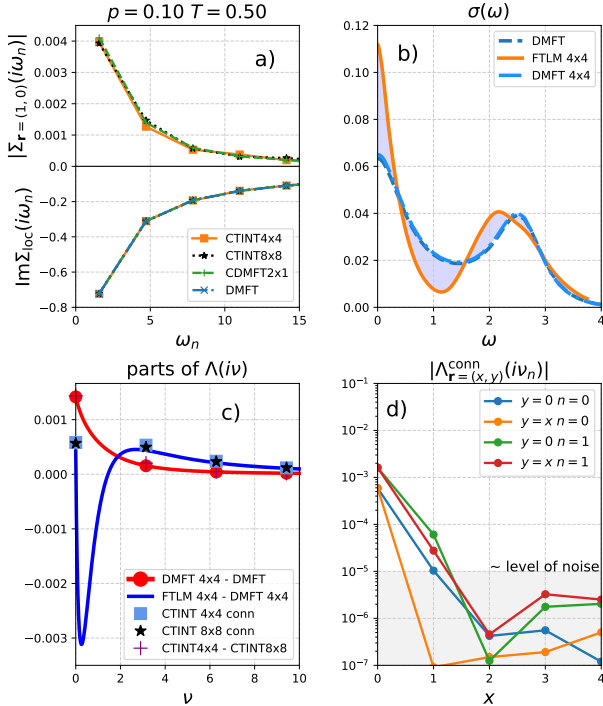 p = 0.10 T = 0.50
σ(ω)
a)
b)
|Σ_{r=(1,0)}(iω_n)|
0.004
0.003
0.002
0.001
0.000
ImΣ_loc(iω_n)
−0.2
−0.4
−0.6
−0.8
CTINT4x4
CTINT8x8
CDMFT2x1
DMFT
0 5 10 15
ω_n
DMFT
FTLM 4x4
DMFT 4x4
0.12
0.10
0.08
0.06
0.04
0.02
0.00
0 1 2 3 4
ω
parts of Λ(iν)
c)
0.001
0.000
−0.001
−0.002
−0.003
DMFT 4x4 - DMFT
FTLM 4x4 - DMFT 4x4
CTINT 4x4 conn
CTINT 8x8 conn
CTINT4x4 - CTINT8x8
0 2 4 6 8 10
ν
|Λ^{conn}_{r=(x,y)}(iν_n)|
d)
y = 0 n = 0
y = x n = 0
y = 0 n = 1
y = x n = 1
~ level of noise
10^{−1}
10^{−2}
10^{−3}
10^{−4}
10^{−5}
10^{−6}
10^{−7}
0 1 2 3 4
x